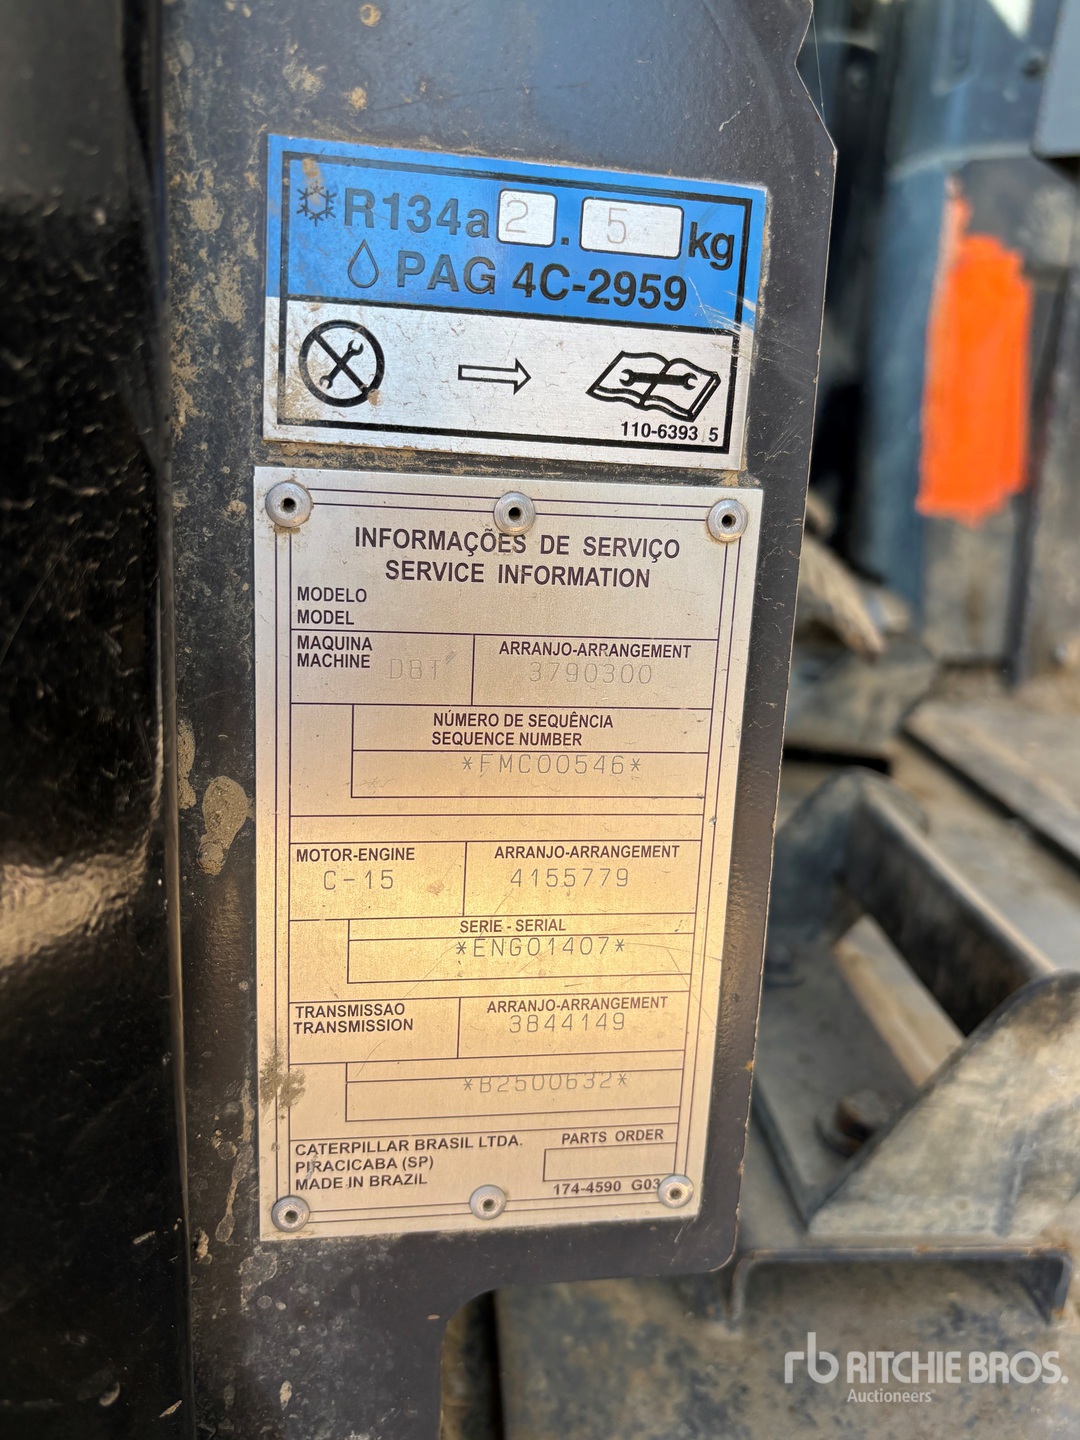 R134a 2.5 kg
PAG 4C-2959
110-6393 5
INFORMAÇÕES DE SERVIÇO
SERVICE INFORMATION
MODELO
MODEL
MAQUINA
MACHINE D8T
ARRANJO-ARRANGEMENT
3790300
NÚMERO DE SEQUÊNCIA
SEQUENCE NUMBER
*FMC00546*
MOTOR-ENGINE
C-15
ARRANJO-ARRANGEMENT
4155779
SERIE - SERIAL
*ENG01407*
TRANSMISSAO
TRANSMISSION
ARRANJO-ARRANGEMENT
3844149
*B2500632*
CATERPILLAR BRASIL LTDA.
PIRACICABA (SP)
MADE IN BRAZIL
PARTS ORDER
174-4590 G03
rb RITCHIE BROS.
Auctioneers